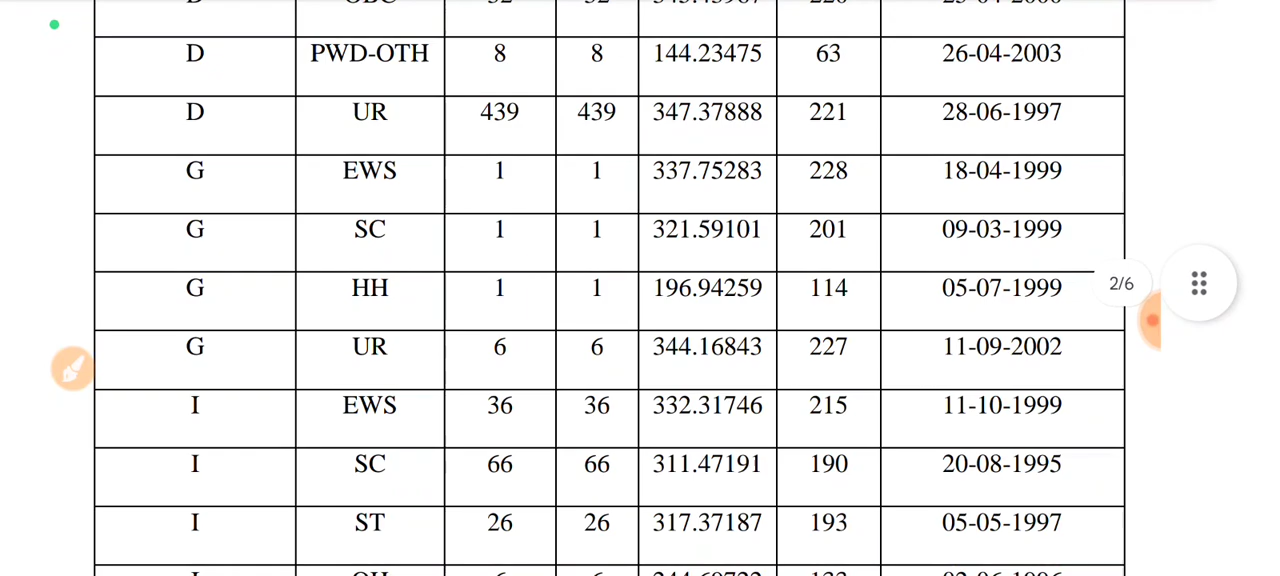 D PWD-OTH 8 8 144.23475 63 26-04-2003
D UR 439 439 347.37888 221 28-06-1997
G EWS 1 1 337.75283 228 18-04-1999
G SC 1 1 321.59101 201 09-03-1999
G HH 1 1 196.94259 114 05-07-1999
2/6
G UR 6 6 344.16843 227 11-09-2002
I EWS 36 36 332.31746 215 11-10-1999
I SC 66 66 311.47191 190 20-08-1995
I ST 26 26 317.37187 193 05-05-1997